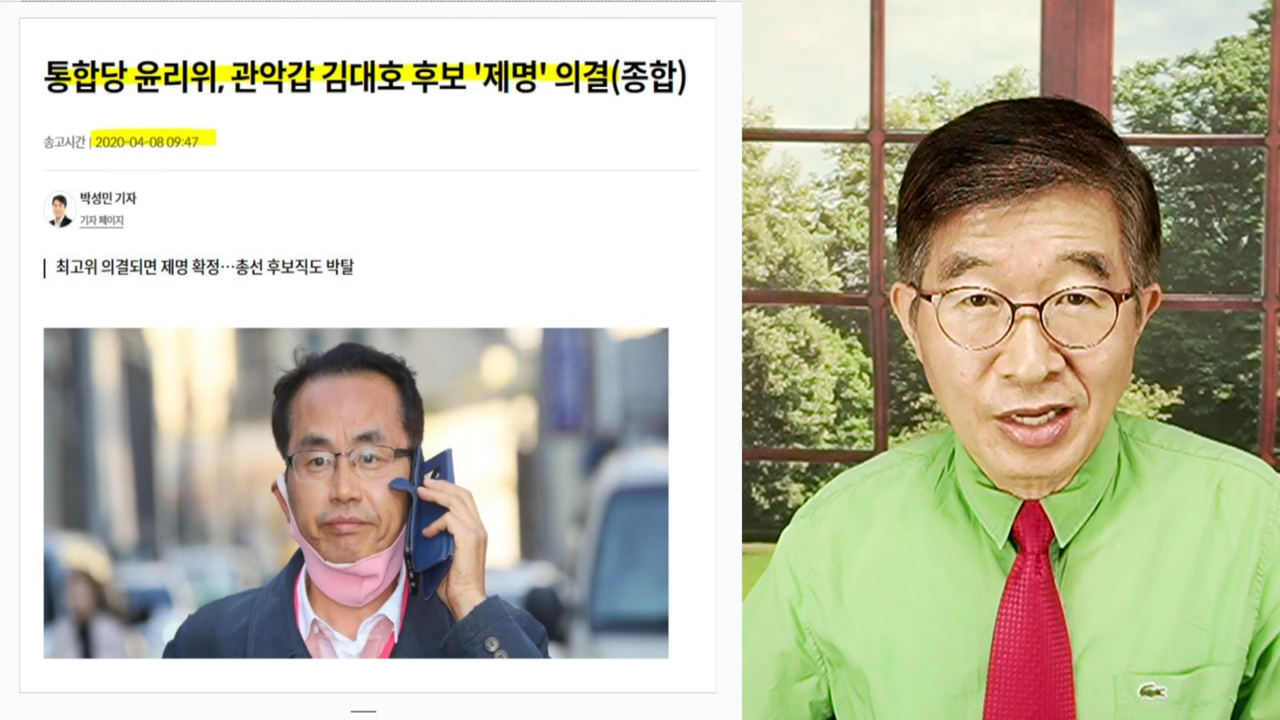 통합당 윤리위, 관악갑 김대호 후보 '제명' 의결(종합)
송고시간 | 2020-04-08 09:47
박성민 기자
기자 페이지
최고위 의결되면 제명 확정…총선 후보직도 박탈